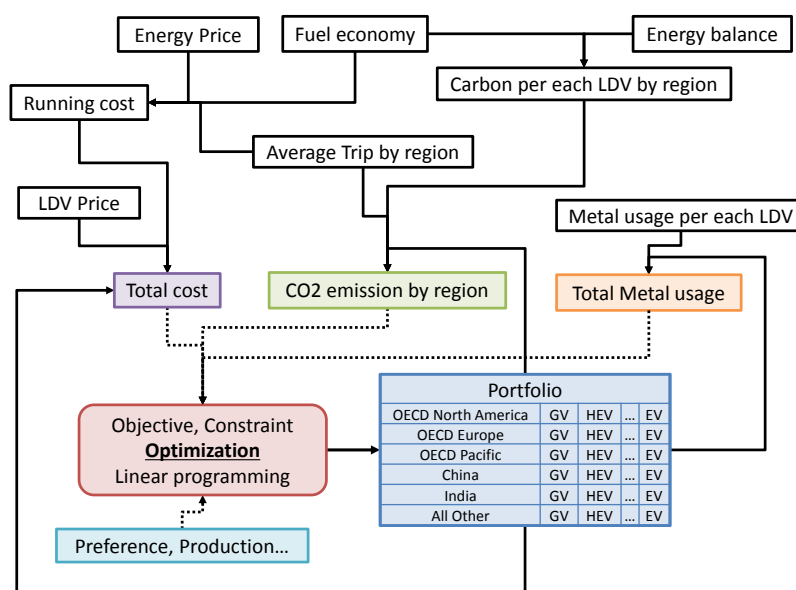 Energy Price
Fuel economy
Energy balance
Carbon per each LDV by region
Running cost
Average Trip by region
LDV Price
Metal usage per each LDV
Total cost
CO2 emission by region
Total Metal usage
Portfolio
OECD North America GV HEV ... EV
OECD Europe GV HEV ... EV
OECD Pacific GV HEV ... EV
China GV HEV ... EV
India GV HEV ... EV
All Other GV HEV ... EV
Objective, Constraint
Optimization
Linear programming
Preference, Production...